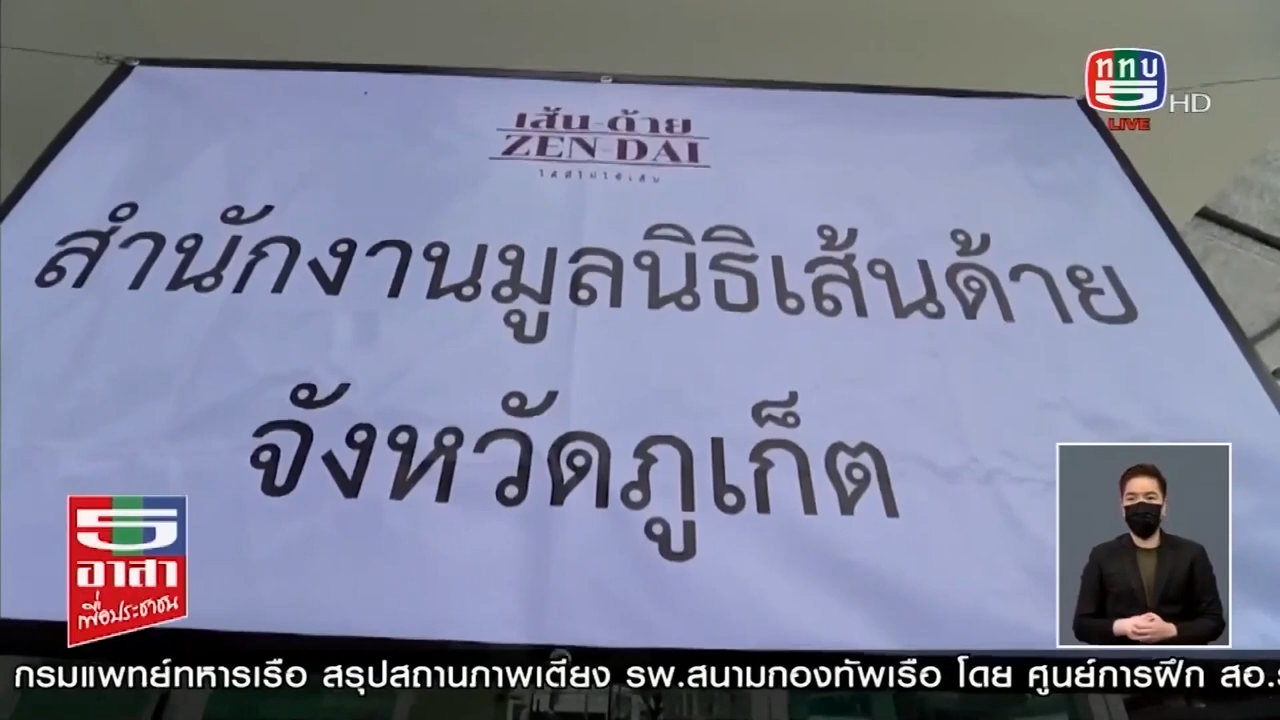 ททบ
5 HD
LIVE
เส้น-ด้าย
ZEN-DAI
สำนักงานมูลนิธิเส้นด้าย
จังหวัดภูเก็ต
5
อาสา
เพื่อประชาชน
กรมแพทย์ทหารเรือ สรุปสถานภาพเตียง รพ.สนามกองทัพเรือ โดย ศูนย์การฝึก สอ.